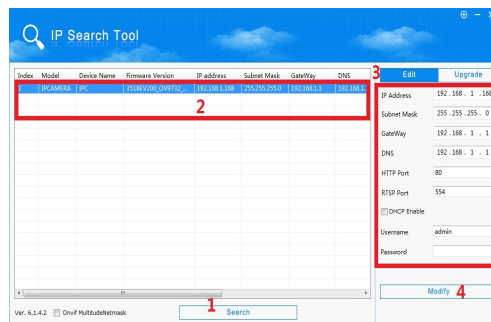 IP Search Tool
Index Model Device Name Firmware Version IP address Subnet Mask GateWay DNS
1 IPCAMERA IPC 3518EV200_OV9732_... 192.168.1.168 255.255.255.0 192.168.1.1 192.168.1.
2
3 Edit Upgrade
IP Address 192 . 168 . 1 . 168
Subnet Mask 255 . 255 . 255 . 0
GateWay 192 . 168 . 1 . 1
DNS 192 . 168 . 1 . 1
HTTP Port 80
RTSP Port 554
DHCP Enable
Username admin
Password
Modify 4
1 Search
Ver. 6.1.4.2 Onvif MultitudeNetmask